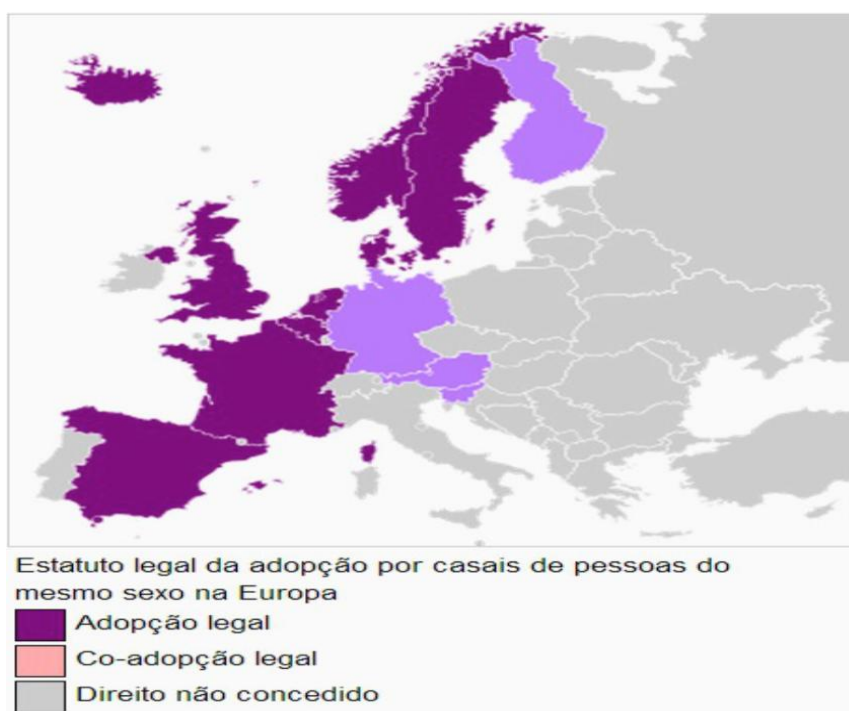 Estatuto legal da adopção por casais de pessoas do
mesmo sexo na Europa
Adopção legal
Co-adopção legal
Direito não concedido